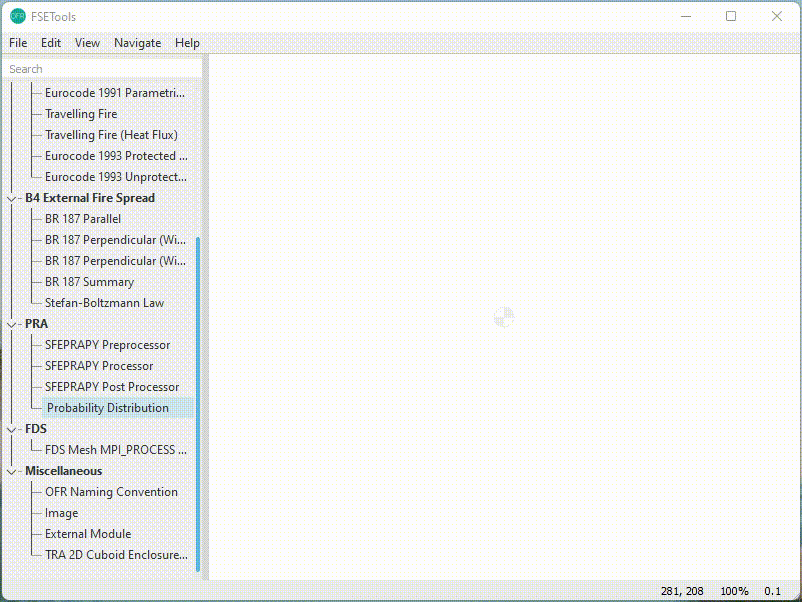 OFR FSETools
File Edit View Navigate Help
Search
Eurocode 1991 Parametri...
Travelling Fire
Travelling Fire (Heat Flux)
Eurocode 1993 Protected ...
Eurocode 1993 Unprotect...
B4 External Fire Spread
BR 187 Parallel
BR 187 Perpendicular (Wi...
BR 187 Perpendicular (Wi...
BR 187 Summary
Stefan-Boltzmann Law
PRA
SFEPRAPY Preprocessor
SFEPRAPY Processor
SFEPRAPY Post Processor
Probability Distribution
FDS
FDS Mesh MPI_PROCESS ...
Miscellaneous
OFR Naming Convention
Image
External Module
TRA 2D Cuboid Enclosure...
281, 208 100% 0.1